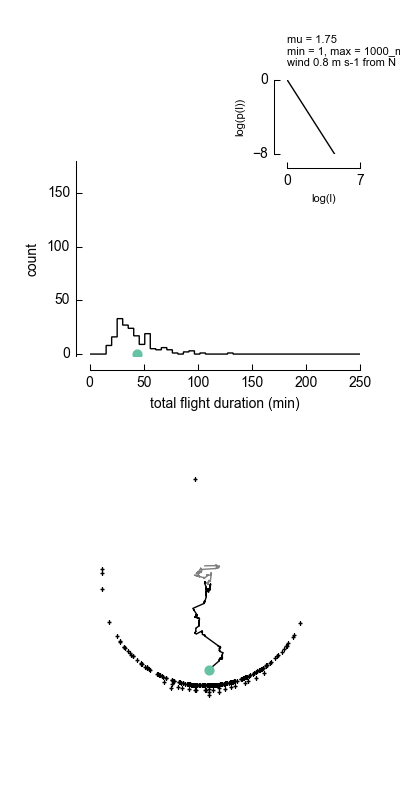 mu = 1.75
min = 1, max = 1000_m
wind 0.8 m s-1 from N
0
log(p(l))
−8
0
7
log(l)
150
100
50
0
count
0
50
100
150
200
250
total flight duration (min)